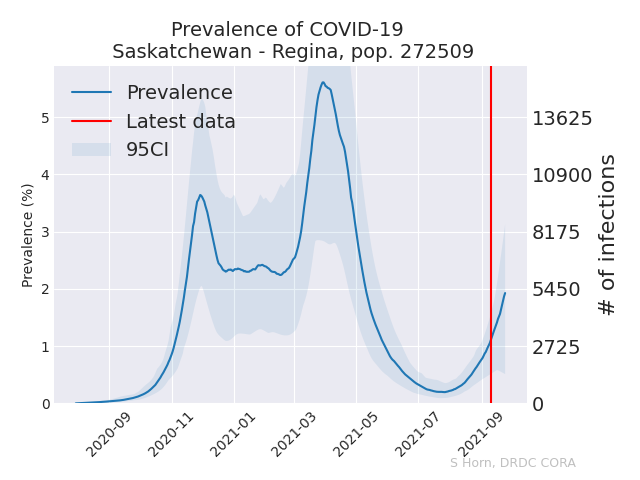 Prevalence of COVID-19
Saskatchewan - Regina, pop. 272509
Prevalence
Latest data
95CI
Prevalence (%)
5
4
3
2
1
0
13625
10900
8175
5450
2725
0
# of infections
2020-09
2020-11
2021-01
2021-03
2021-05
2021-07
2021-09
S Horn, DRDC CORA